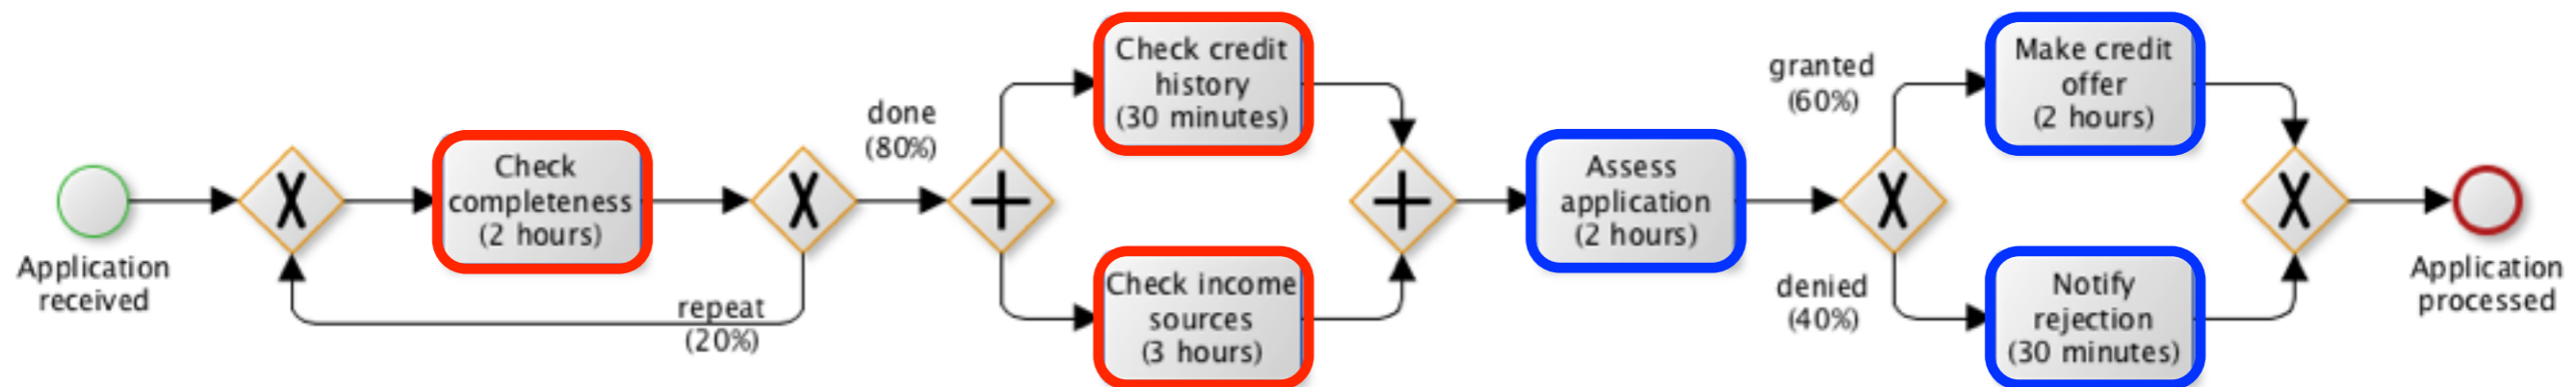 Application
received
Check
completeness
(2 hours)
repeat
(20%)
done
(80%)
Check credit
history
(30 minutes)
Check income
sources
(3 hours)
Assess
application
(2 hours)
granted
(60%)
denied
(40%)
Make credit
offer
(2 hours)
Notify
rejection
(30 minutes)
Application
processed